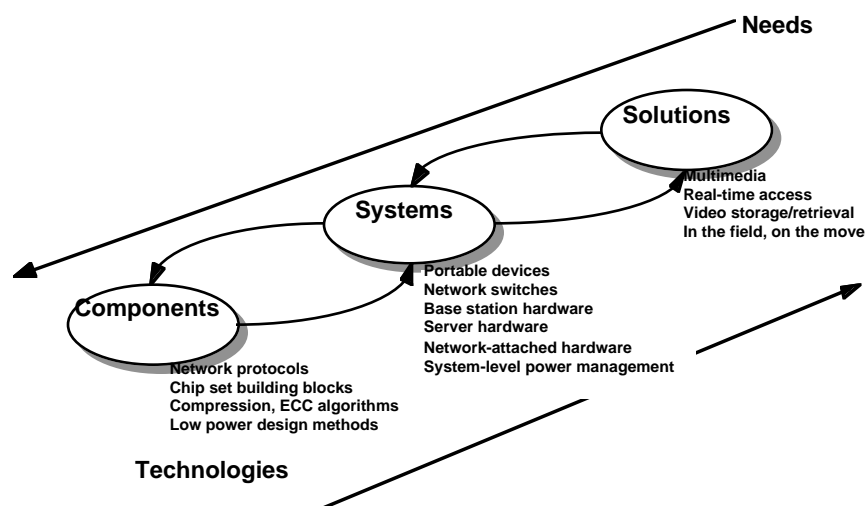 Needs
Solutions
Multimedia
Real-time access
Video storage/retrieval
In the field, on the move
Systems
Portable devices
Network switches
Base station hardware
Server hardware
Network-attached hardware
System-level power management
Components
Network protocols
Chip set building blocks
Compression, ECC algorithms
Low power design methods
Technologies